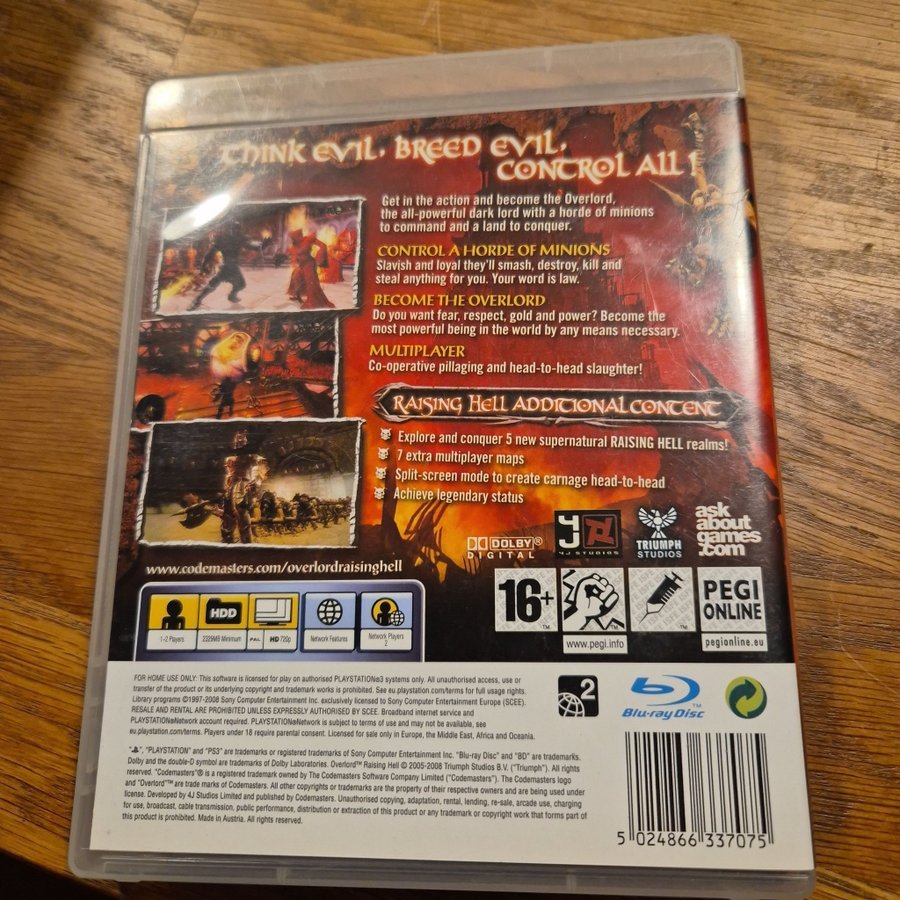 THINK EVIL, BREED EVIL,
CONTROL ALL!
Get in the action and become the Overlord,
the all-powerful dark lord with a horde of minions
to command and a land to conquer.
CONTROL A HORDE OF MINIONS
Slavish and loyal they'll smash, destroy, kill and
steal anything for you. Your word is law.
BECOME THE OVERLORD
Do you want fear, respect, gold and power? Become the
most powerful being in the world by any means necessary.
MULTIPLAYER
Co-operative pillaging and head-to-head slaughter!
RAISING HELL ADDITIONAL CONTENT
Explore and conquer 5 new supernatural RAISING HELL realms!
7 extra multiplayer maps
Split-screen mode to create carnage head-to-head
Achieve legendary status
DOLBY®
DIGITAL
4J STUDIOS
TRIUMPH
STUDIOS
ask
about
games
.com
www.codemasters.com/overlordraisinghell
HDD
1-2 Players
2329MB Minimum
PAL
HD 720p
Network Features
Network Players
2
16+™
www.pegi.info
PEGI
ONLINE
pegionline.eu
FOR HOME USE ONLY: This software is licensed for play on authorised PLAYSTATION®3 systems only. All unauthorised access, use or
transfer of the product or its underlying copyright and trademark works is prohibited. See eu.playstation.com/terms for full usage rights.
Library programs ©1997-2008 Sony Computer Entertainment Inc. exclusively licensed to Sony Computer Entertainment Europe (SCEE).
RESALE AND RENTAL ARE PROHIBITED UNLESS EXPRESSLY AUTHORISED BY SCEE. Broadband internet service and
PLAYSTATION®Network account required. PLAYSTATION®Network is subject to terms of use and may not be available, see
eu.playstation.com/terms. Players under 18 require parental consent. Licensed for sale only in Europe, the Middle East, Africa and Oceania.
2
Blu-ray Disc
", "PLAYSTATION" and "PS3" are trademarks or registered trademarks of Sony Computer Entertainment Inc. "Blu-ray Disc" and "BD" are trademarks.
Dolby and the double-D symbol are trademarks of Dolby Laboratories. Overlord™ Raising Hell © 2005-2008 Triumph Studios B.V. ("Triumph"). All rights
reserved. "Codemasters"® is a registered trademark owned by The Codemasters Software Company Limited ("Codemasters"). The Codemasters logo
and "Overlord"™ are trade marks of Codemasters. All other copyrights or trademarks are the property of their respective owners and are being used under
license. Developed by 4J Studios Limited and published by Codemasters. Unauthorised copying, adaptation, rental, lending, re-sale, arcade use, charging
for use, broadcast, cable transmission, public performance, distribution or extraction of this product or any trademark or copyright work that forms part of
this product is prohibited. Made in Austria. All rights reserved.
5 024866 337075